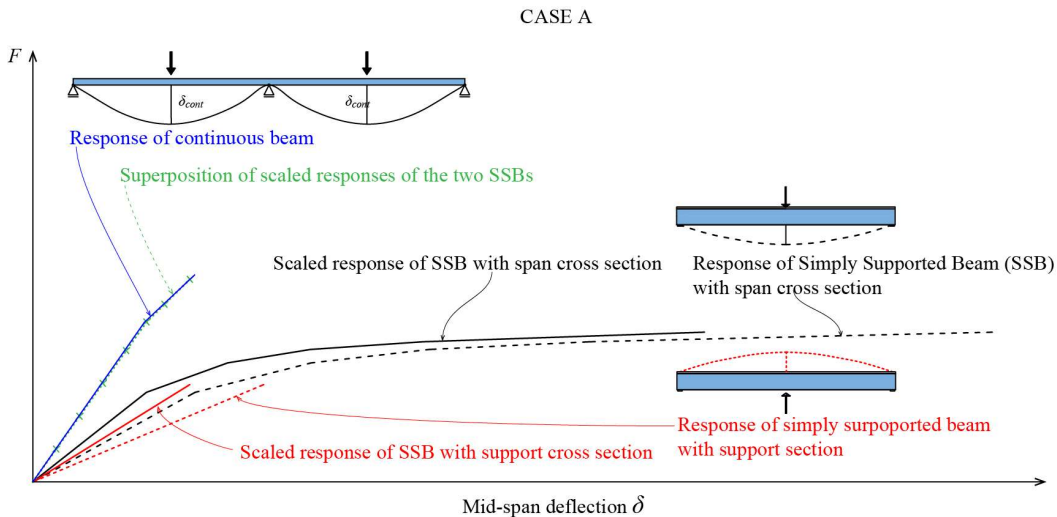 CASE A
F
δcont
δcont
Response of continuous beam
Superposition of scaled responses of the two SSBs
Scaled response of SSB with span cross section
Response of Simply Supported Beam (SSB)
with span cross section
Response of simply surpoported beam
with support section
Scaled response of SSB with support cross section
Mid-span deflection δ